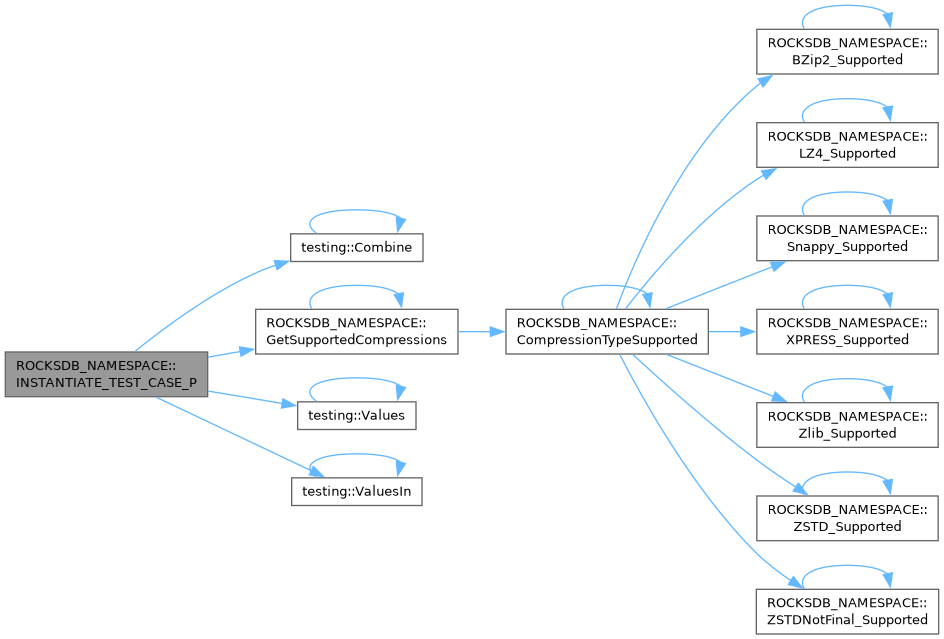 ROCKSDB_NAMESPACE::
INSTANTIATE_TEST_CASE_P
testing::Combine
ROCKSDB_NAMESPACE::
GetSupportedCompressions
testing::Values
testing::ValuesIn
ROCKSDB_NAMESPACE::
CompressionTypeSupported
ROCKSDB_NAMESPACE::
BZip2_Supported
ROCKSDB_NAMESPACE::
LZ4_Supported
ROCKSDB_NAMESPACE::
Snappy_Supported
ROCKSDB_NAMESPACE::
XPRESS_Supported
ROCKSDB_NAMESPACE::
Zlib_Supported
ROCKSDB_NAMESPACE::
ZSTD_Supported
ROCKSDB_NAMESPACE::
ZSTDNotFinal_Supported